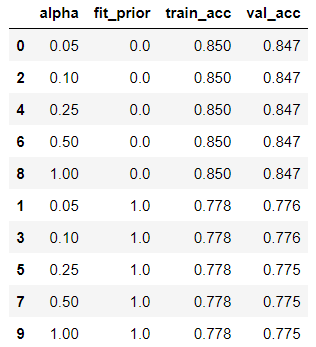 alpha fit_prior train_acc val_acc
0 0.05 0.0 0.850 0.847
2 0.10 0.0 0.850 0.847
4 0.25 0.0 0.850 0.847
6 0.50 0.0 0.850 0.847
8 1.00 0.0 0.850 0.847
1 0.05 1.0 0.778 0.776
3 0.10 1.0 0.778 0.776
5 0.25 1.0 0.778 0.775
7 0.50 1.0 0.778 0.775
9 1.00 1.0 0.778 0.775